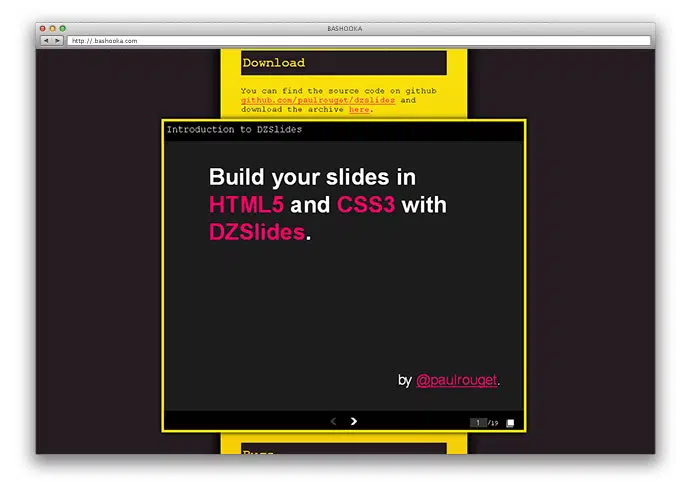 BASHOOKA
http://.bashooka.com
Download
You can find the source code on github
github.com/paulrouget/dzslides and
download the archive here.
Introduction to DZSlides
Build your slides in
HTML5 and CSS3 with
DZSlides.
by @paulrouget.
1/19